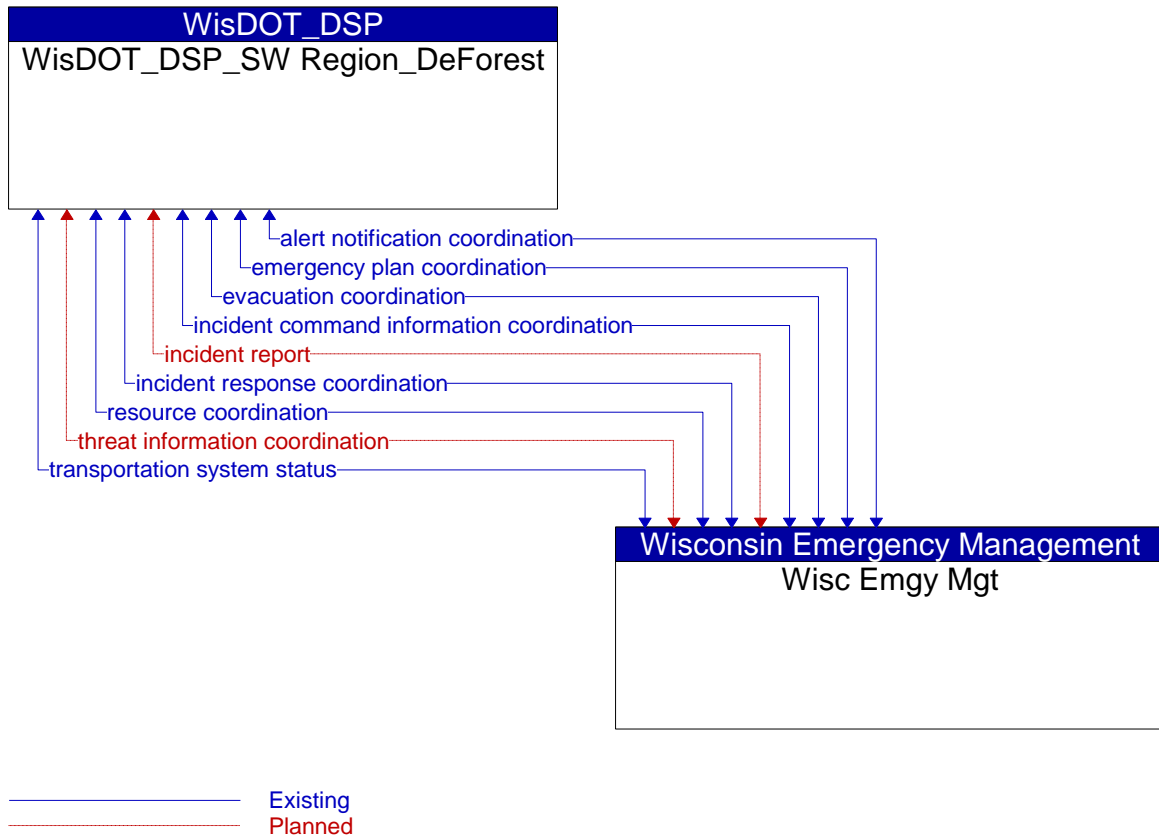 WisDOT_DSP
WisDOT_DSP_SW Region_DeForest
alert notification coordination
emergency plan coordination
evacuation coordination
incident command information coordination
incident report
incident response coordination
resource coordination
threat information coordination
transportation system status
Wisconsin Emergency Management
Wisc Emgy Mgt
Existing
Planned